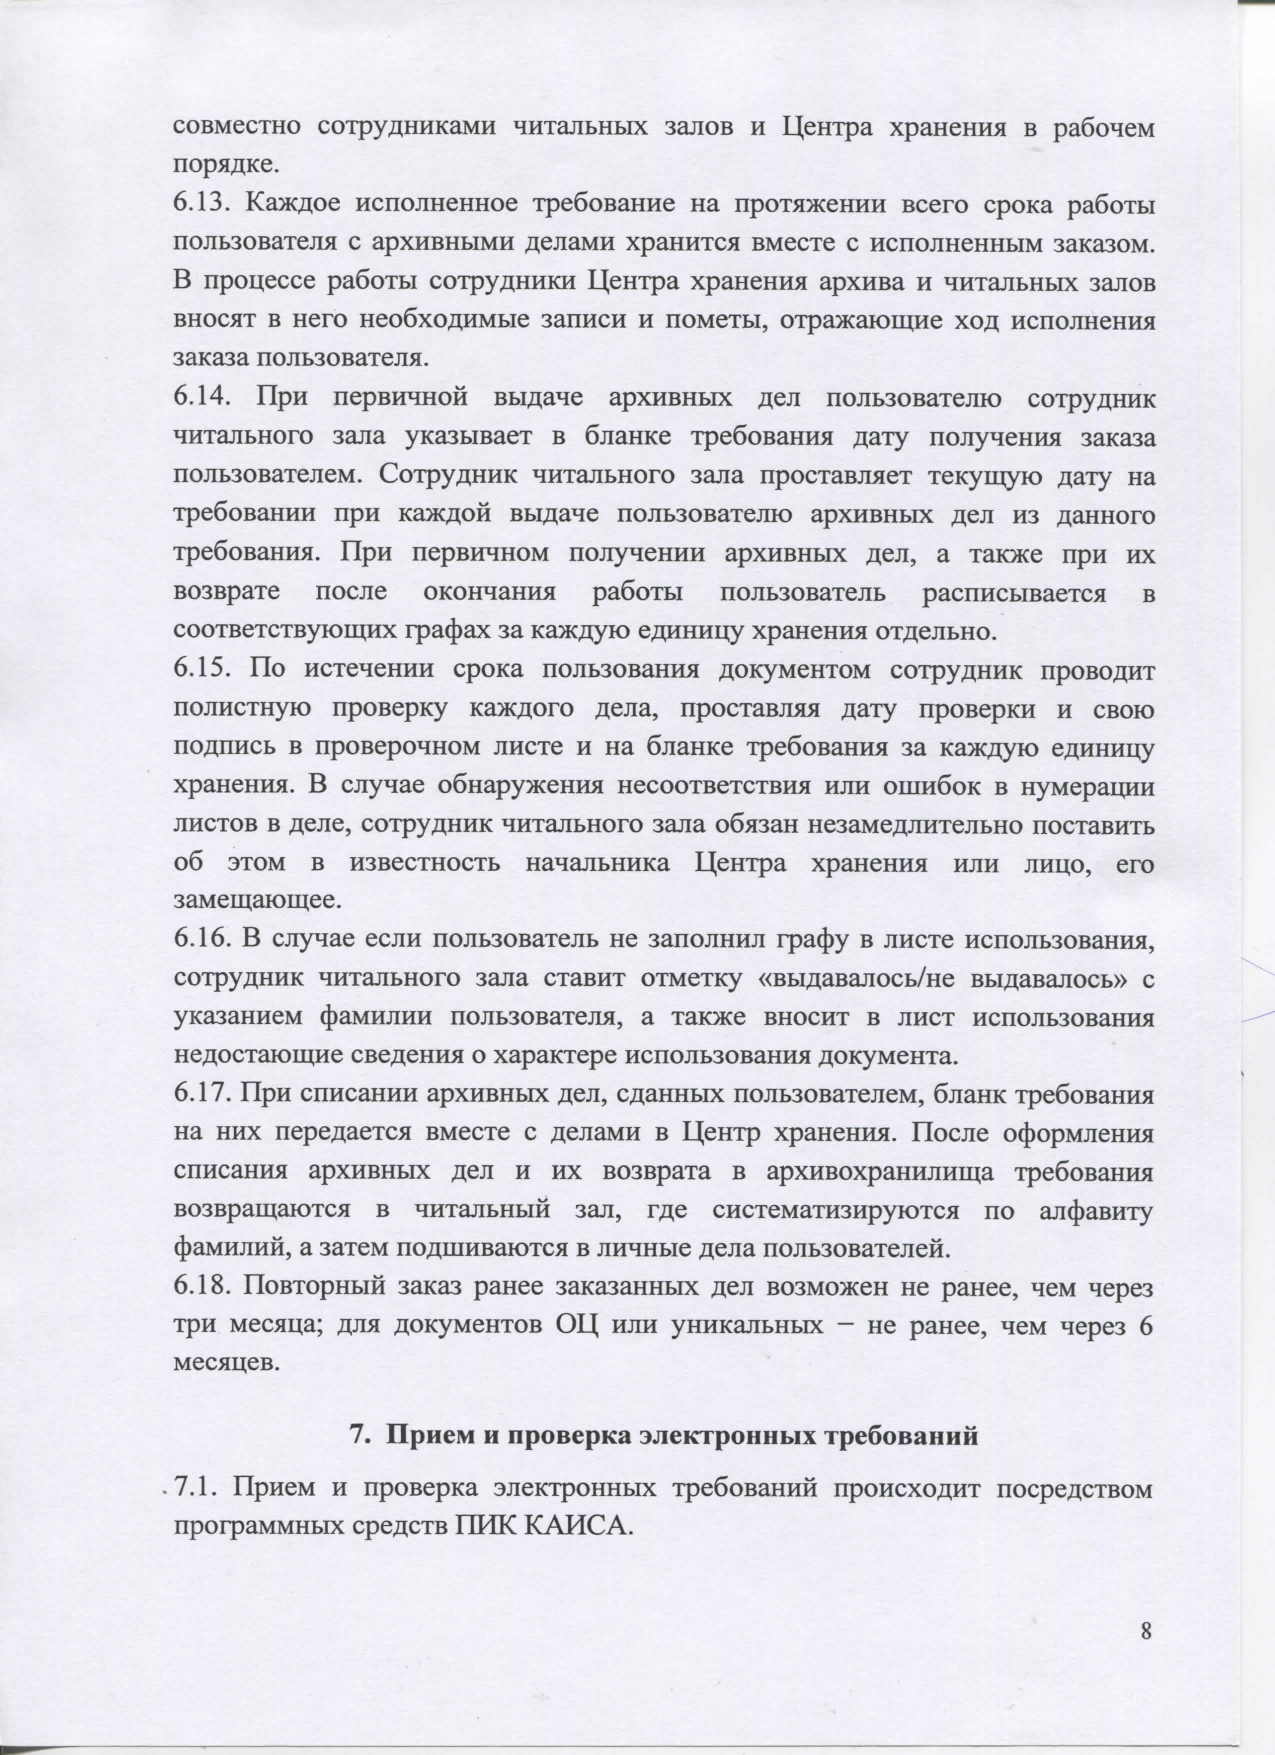 совместно сотрудниками читальных залов и Центра хранения в рабочем
порядке.
6.13. Каждое исполненное требование на протяжении всего срока работы
пользователя с архивными делами хранится вместе с исполненным заказом.
В процессе работы сотрудники Центра хранения архива и читальных залов
вносят в него необходимые записи и пометы, отражающие ход исполнения
заказа пользователя.
6.14. При первичной выдаче архивных дел пользователю сотрудник
читального зала указывает в бланке требования дату получения заказа
пользователем. Сотрудник читального зала проставляет текущую дату на
требовании при каждой выдаче пользователю архивных дел из данного
требования. При первичном получении архивных дел, а также при их
возврате после окончания работы пользователь расписывается в
соответствующих графах за каждую единицу хранения отдельно.
6.15. По истечении срока пользования документом сотрудник проводит
полистную проверку каждого дела, проставляя дату проверки и свою
подпись в проверочном листе и на бланке требования за каждую единицу
хранения. В случае обнаружения несоответствия или ошибок в нумерации
листов в деле, сотрудник читального зала обязан незамедлительно поставить
об этом в известность начальника Центра хранения или лицо, его
замещающее.
6.16. В случае если пользователь не заполнил графу в листе использования,
сотрудник читального зала ставит отметку «выдавалось/не выдавалось» с
указанием фамилии пользователя, а также вносит в лист использования
недостающие сведения о характере использования документа.
6.17. При списании архивных дел, сданных пользователем, бланк требования
на них передается вместе с делами в Центр хранения. После оформления
списания архивных дел и их возврата в архивохранилища требования
возвращаются в читальный зал, где систематизируются по алфавиту
фамилий, а затем подшиваются в личные дела пользователей.
6.18. Повторный заказ ранее заказанных дел возможен не ранее, чем через
три месяца; для документов ОЦ или уникальных − не ранее, чем через 6
месяцев.
7. Прием и проверка электронных требований
7.1. Прием и проверка электронных требований происходит посредством
программных средств ПИК КАИСА.
8